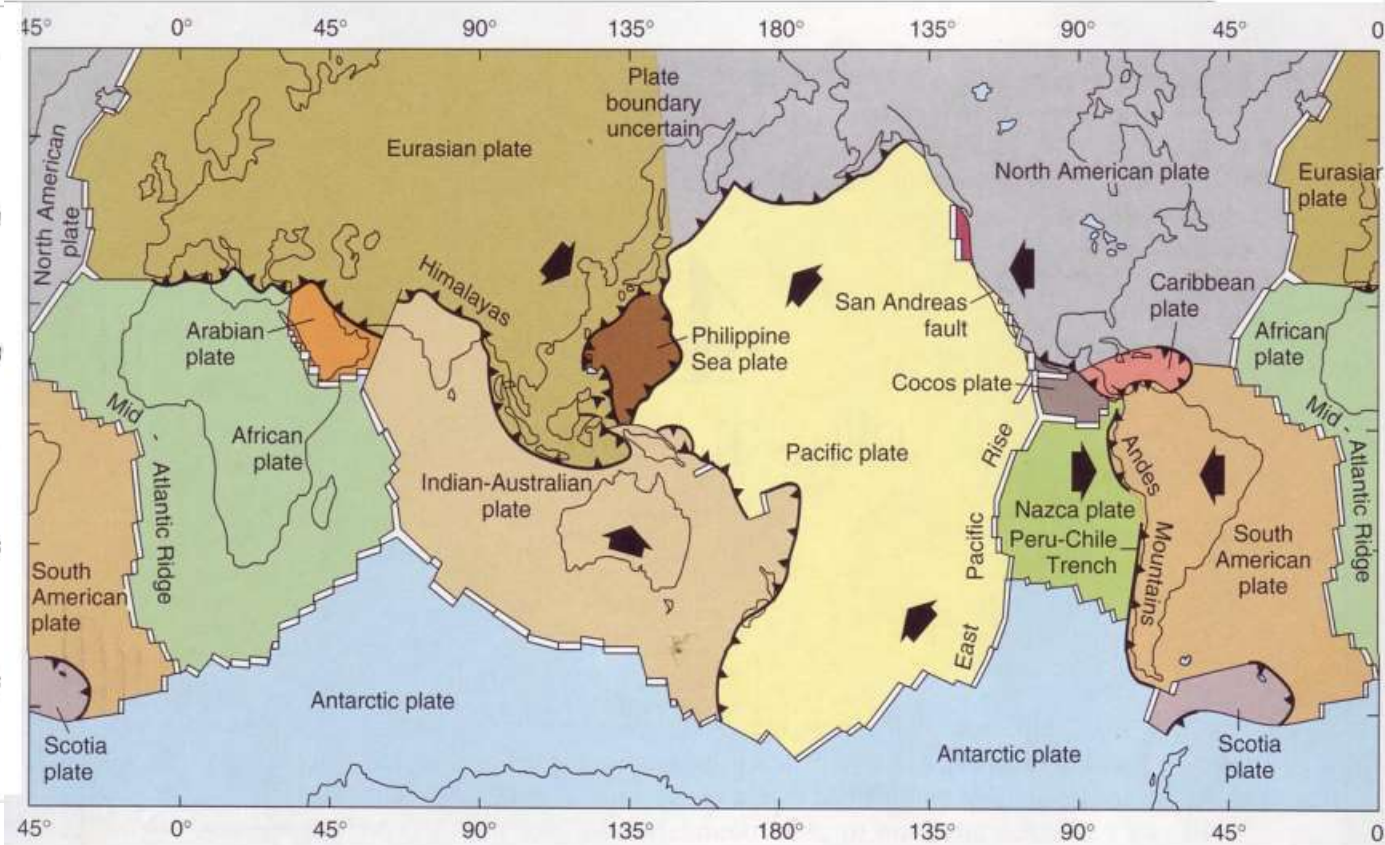 45° 0° 45° 90° 135° 180° 135° 90° 45° 0
Plate
boundary
uncertain
Eurasian plate
North American plate
North American
plate
Eurasian
plate
Himalayas
Arabian
plate
Philippine
Sea plate
San Andreas
fault
Caribbean
plate
African
plate
Cocos plate
Mid
Atlantic Ridge
African
plate
Indian-Australian
plate
Pacific plate
East Pacific Rise
Nazca plate
Peru-Chile
Trench
Andes
Mountains
Mid -
Atlantic Ridge
South
American
plate
South
American
plate
Antarctic plate
Antarctic plate
Scotia
plate
Scotia
plate
45° 0° 45° 90° 135° 180° 135° 90° 45° 0